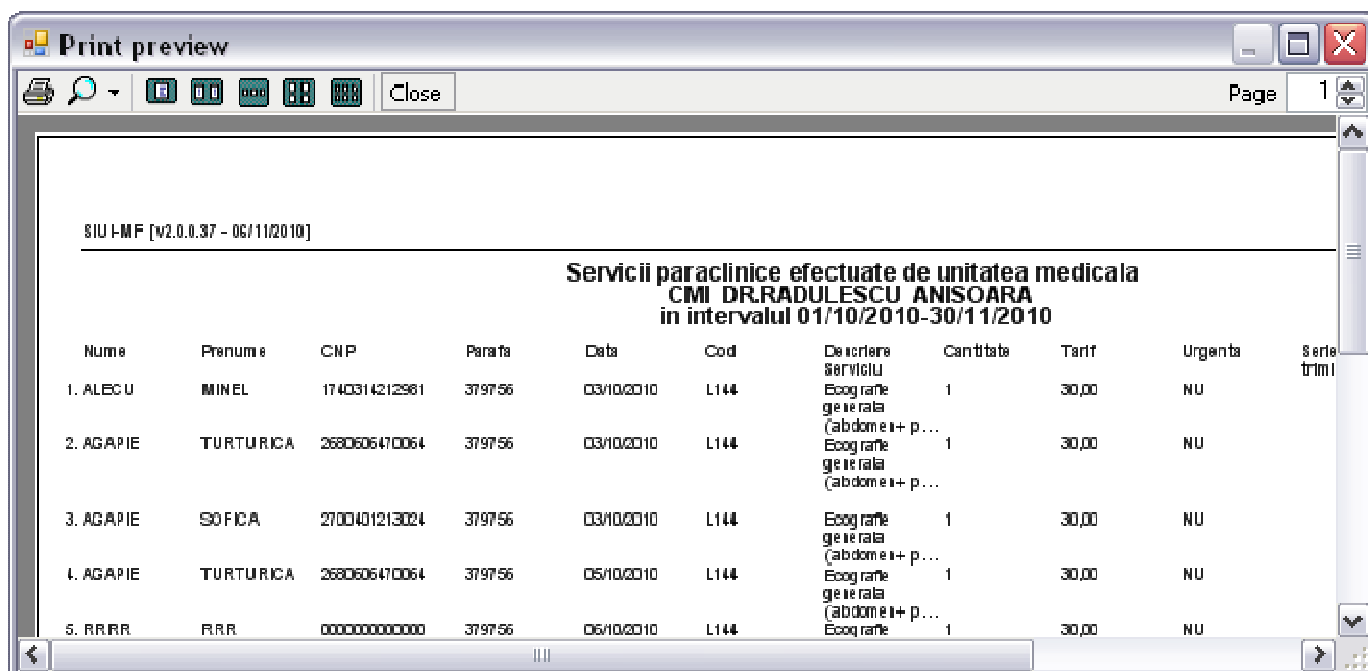 Print preview
Close Page 1
SIUI-MF [v2.0.0.37 - 06/11/2010]
Servicii paraclinice efectuate de unitatea medicala
CMI DR.RADULESCU ANISOARA
in intervalul 01/10/2010-30/11/2010
Nume Prenume CNP Parafa Data Cod Descriere Cantitate Tarif Urgenta Serie
Serviciu trimi
1. ALECU MINEL 1740314212981 379756 03/10/2010 L144 Ecografie 1 30,00 NU
generala
(abdomen+ p...
2. AGAPIE TURTURICA 2680606470064 379756 03/10/2010 L144 Ecografie 1 30,00 NU
generala
(abdomen+ p...
3. AGAPIE SOFICA 2700401213024 379756 03/10/2010 L144 Ecografie 1 30,00 NU
generala
(abdomen+ p...
4. AGAPIE TURTURICA 2680606470064 379756 05/10/2010 L144 Ecografie 1 30,00 NU
generala
(abdomen+ p...
5. RRRR RRR 0000000000000 379756 06/10/2010 L144 Ecografie 1 30,00 NU